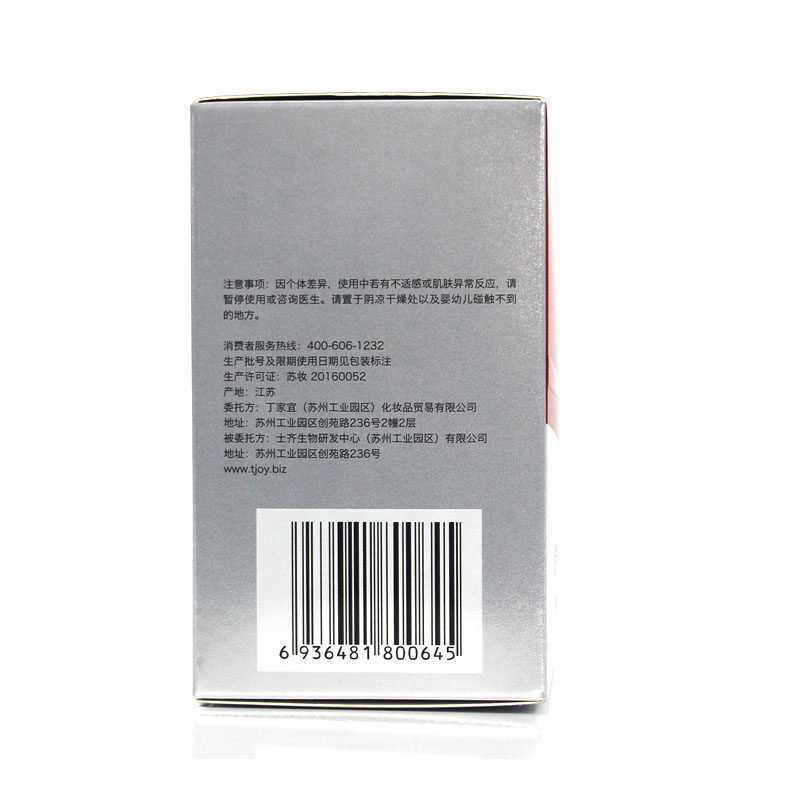 注意事项：因个体差异，使用中若有不适感或肌肤异常反应，请
暂停使用或咨询医生。请置于阴凉干燥处以及婴幼儿碰触不到
的地方。
消费者服务热线：400-606-1232
生产批号及限期使用日期见包装标注
生产许可证：苏妆 20160052
产地：江苏
委托方：丁家宜（苏州工业园区）化妆品贸易有限公司
地址：苏州工业园区创苑路236号2幢2层
被委托方：士齐生物研发中心（苏州工业园区）有限公司
地址：苏州工业园区创苑路236号
www.tjoy.biz
6 936481 800645